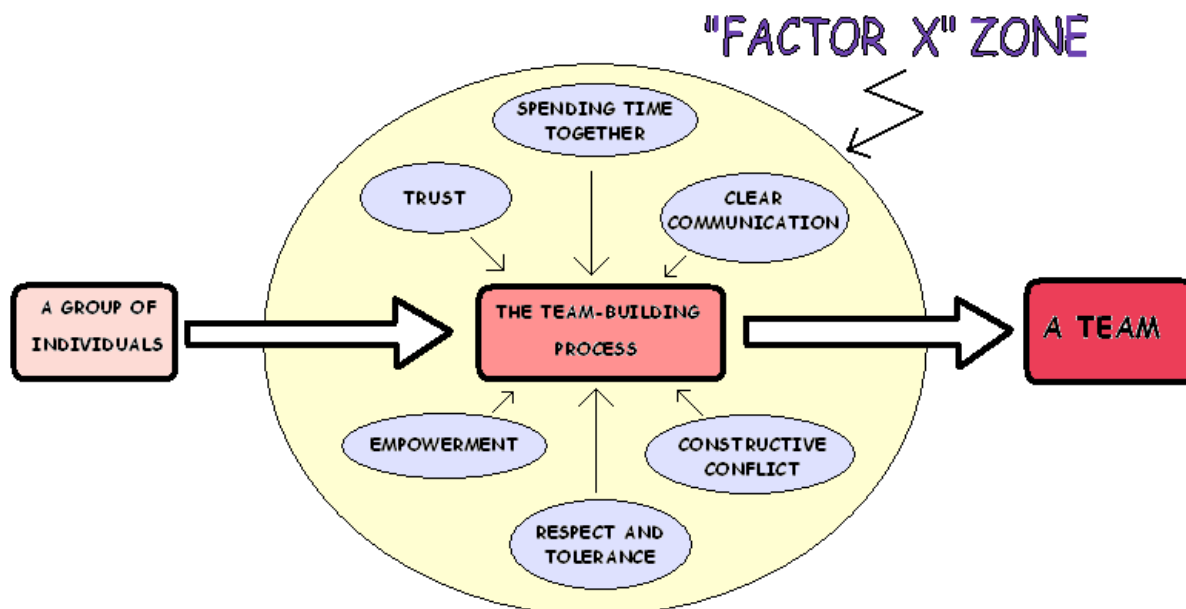 "FACTOR X" ZONE
SPENDING TIME
TOGETHER
TRUST
CLEAR
COMMUNICATION
A GROUP OF
INDIVIDUALS
THE TEAM-BUILDING
PROCESS
A TEAM
EMPOWERMENT
CONSTRUCTIVE
CONFLICT
RESPECT AND
TOLERANCE